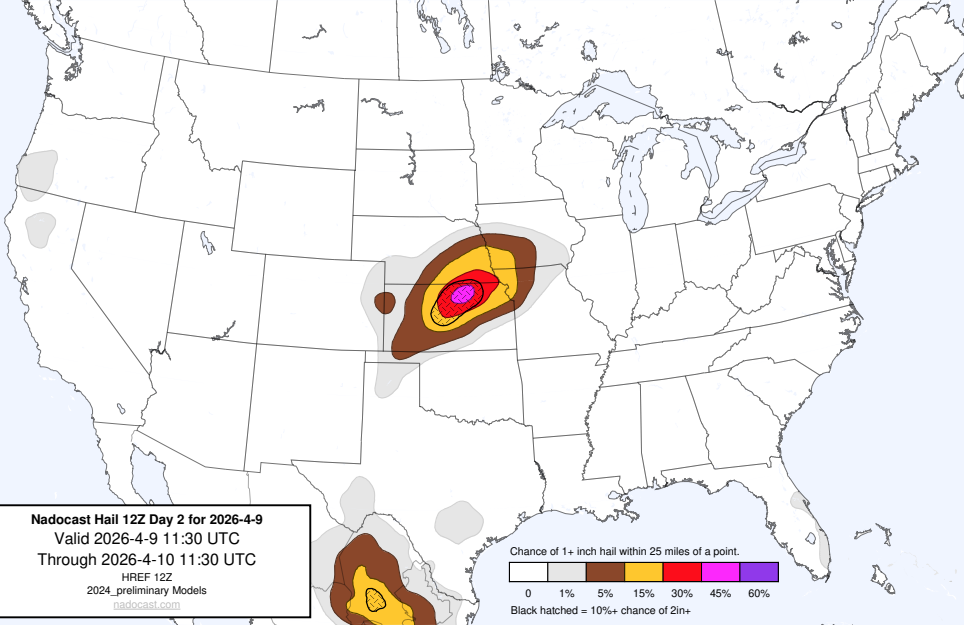 Nadocast Hail 12Z Day 2 for 2026-4-9
Valid 2026-4-9 11:30 UTC
Through 2026-4-10 11:30 UTC
HREF 12Z
2024_preliminary Models
nadocast.com
Chance of 1+ inch hail within 25 miles of a point.
0 1% 5% 15% 30% 45% 60%
Black hatched = 10%+ chance of 2in+